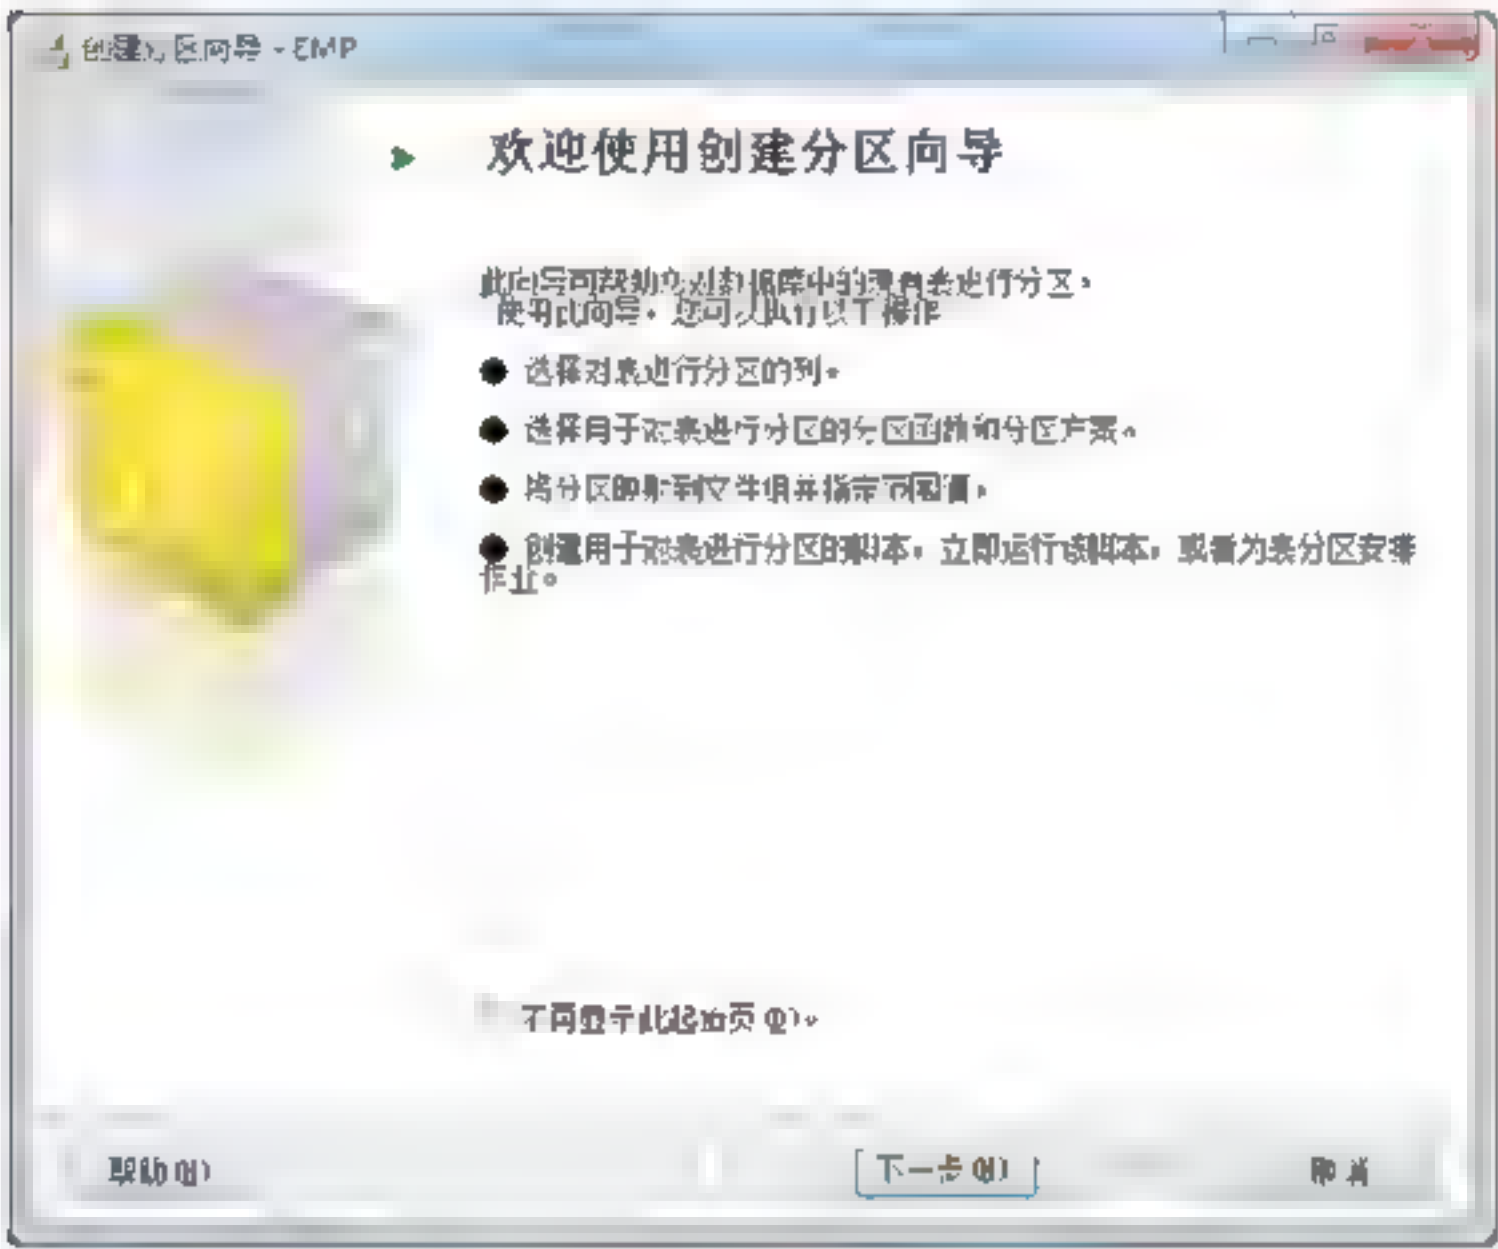 创建分区向导 - EMP
欢迎使用创建分区向导
此向导可帮助您对数据库中的现有表进行分区。
使用此向导，您可以执行以下操作
● 选择对表进行分区的列。
● 选择用于对表进行分区的分区函数和分区方案。
● 将分区映射到文件组并指定范围值。
● 创建用于对表进行分区的脚本，立即运行该脚本，或者为表分区安排
作业。
不再显示此起始页(D)。
帮助(H)
下一步(N)
取消